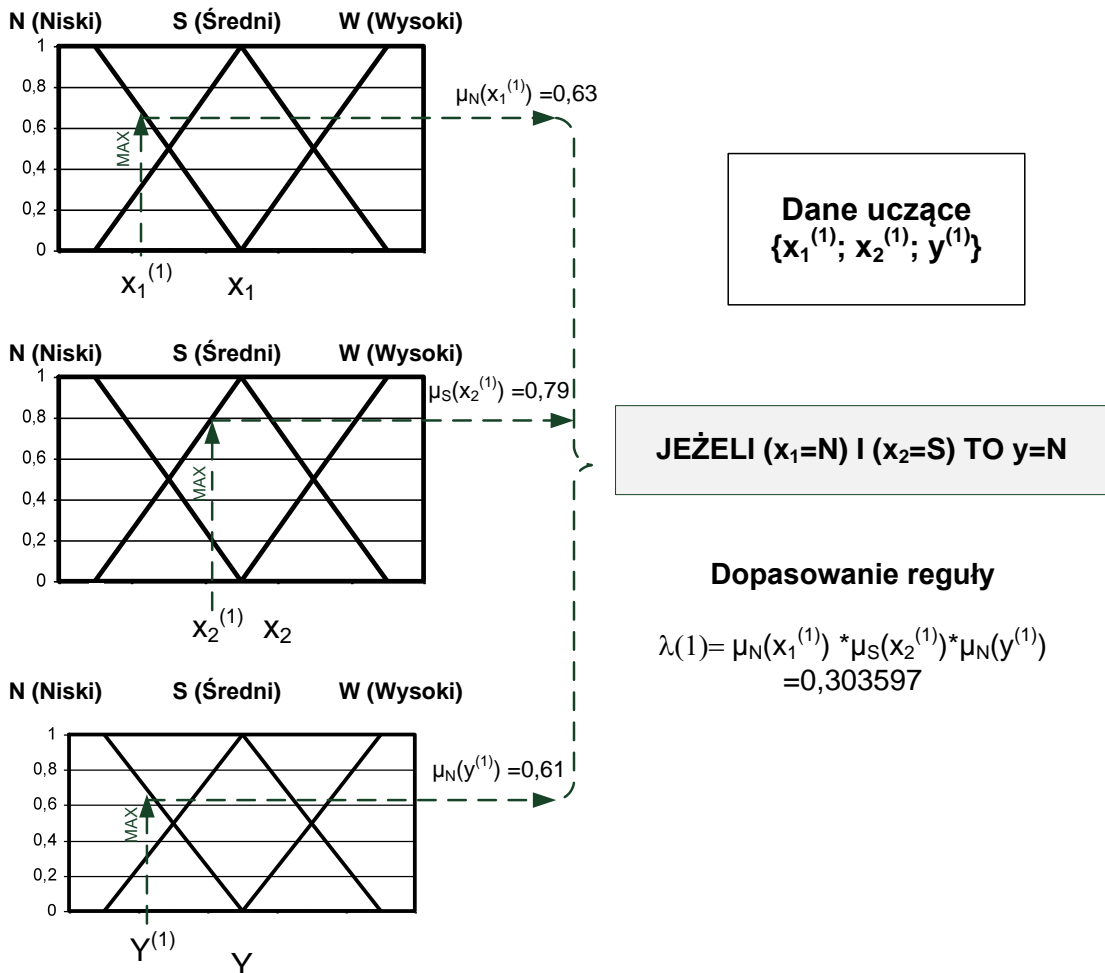 N (Niski) S (Średni) W (Wysoki)
1
0,8
0,6
0,4
0,2
0
MAX
μN(x1(1)) =0,63
x1(1) x1
N (Niski) S (Średni) W (Wysoki)
1
0,8
0,6
0,4
0,2
0
MAX
μS(x2(1)) =0,79
x2(1) x2
N (Niski) S (Średni) W (Wysoki)
1
0,8
0,6
0,4
0,2
0
MAX
μN(y(1)) =0,61
Y(1) Y
Dane uczące
{x1(1); x2(1); y(1)}
JEŻELI (x1=N) I (x2=S) TO y=N
Dopasowanie reguły
λ(1)= μN(x1(1)) *μS(x2(1))*μN(y(1))
=0,303597